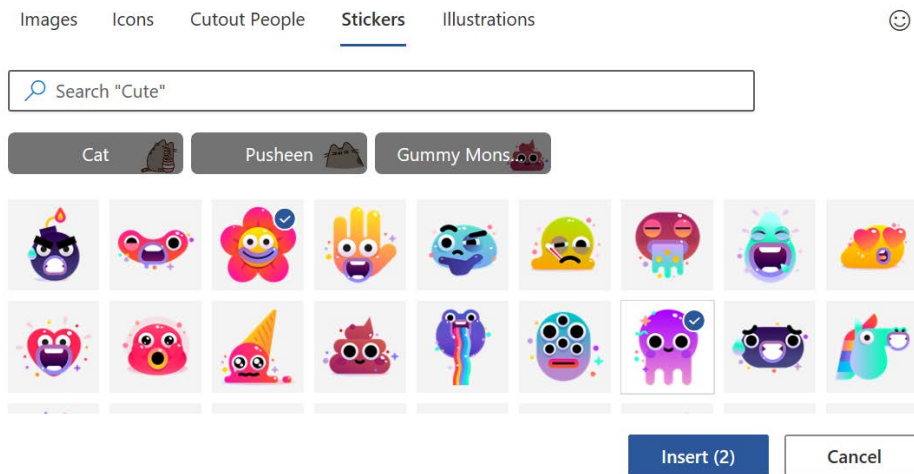 Images Icons Cutout People Stickers Illustrations
Search "Cute"
Cat Pusheen Gummy Mons...
Insert (2) Cancel